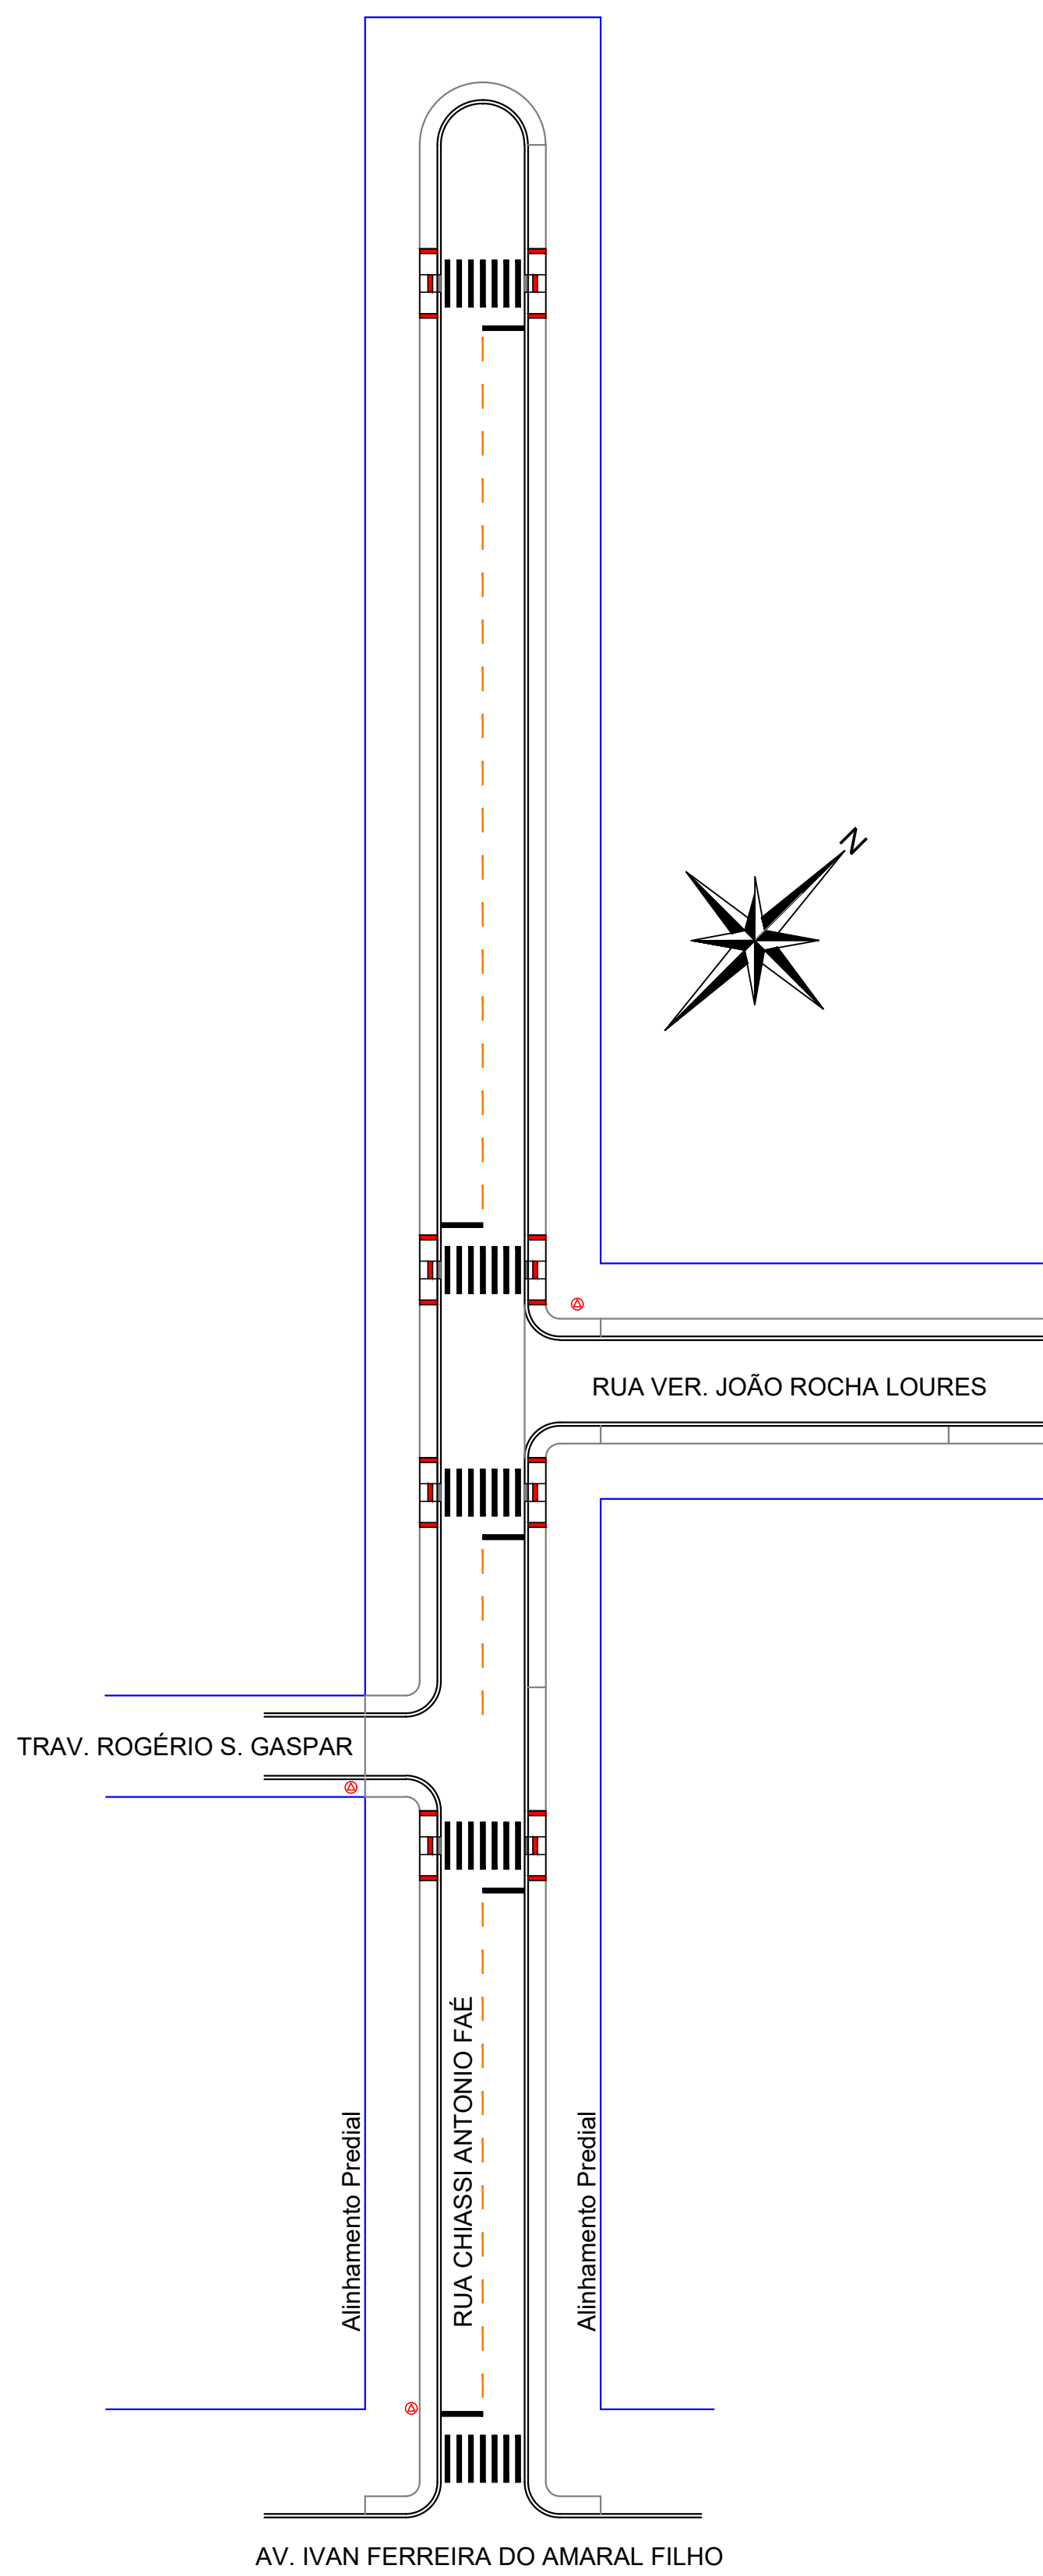 N
RUA VER. JOÃO ROCHA LOURES
TRAV. ROGÉRIO S. GASPAR
RUA CHIASSI ANTONIO FAÉ
Alinhamento Predial
Alinhamento Predial
AV. IVAN FERREIRA DO AMARAL FILHO